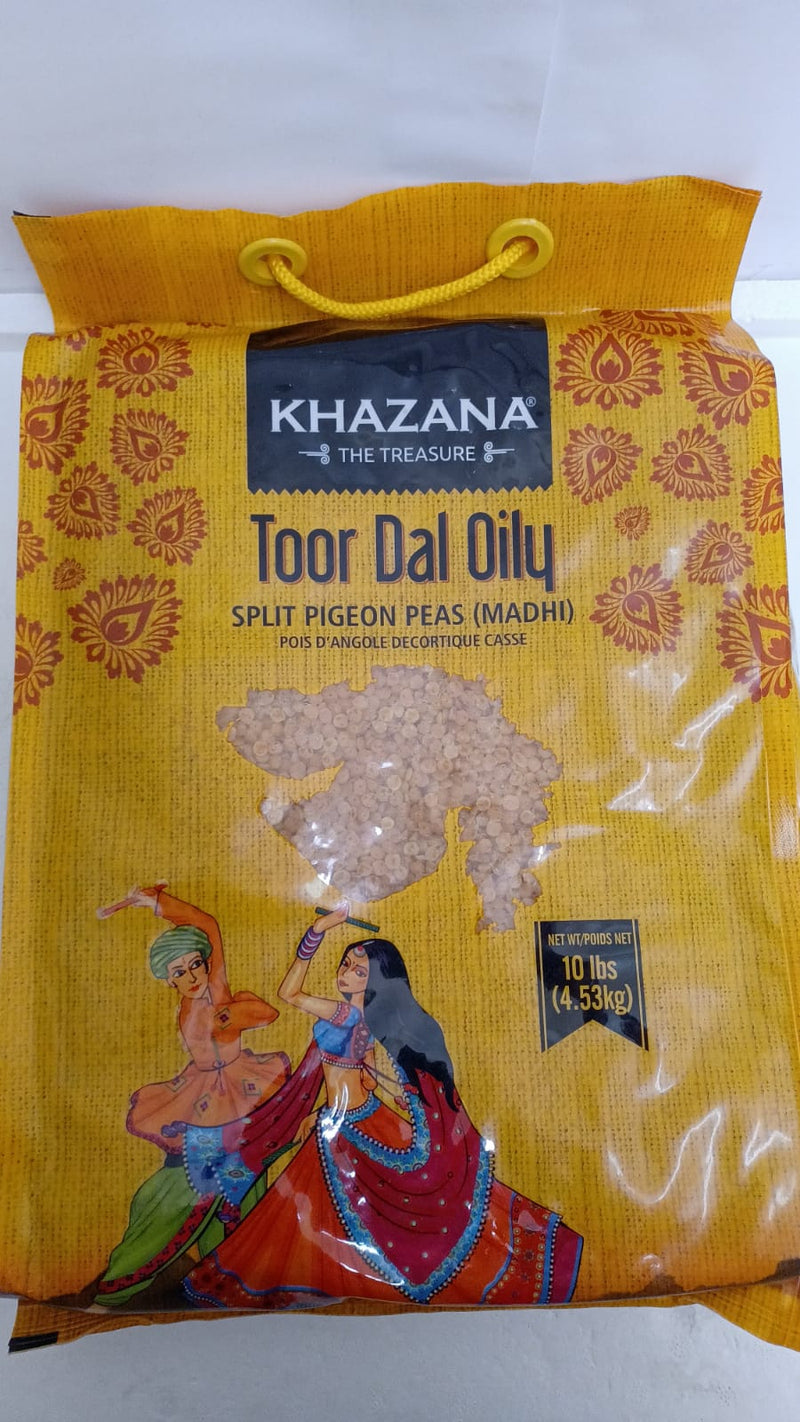 KHAZANA®
THE TREASURE
Toor Dal Oily
SPLIT PIGEON PEAS (MADHI)
POIS D'ANGOLE DECORTIQUE CASSE
NET WT/POIDS NET
10 lbs
(4.53kg)